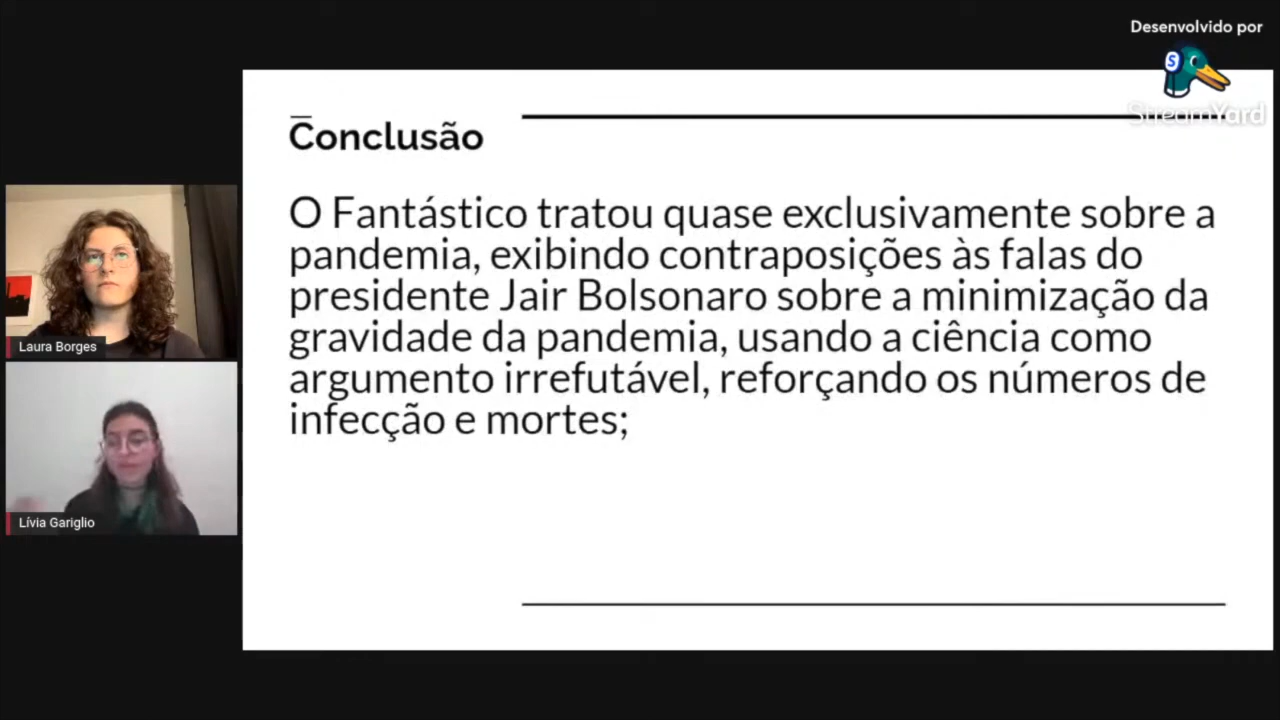 Desenvolvido por
StreamYard
Conclusão
O Fantástico tratou quase exclusivamente sobre a
pandemia, exibindo contraposições às falas do
presidente Jair Bolsonaro sobre a minimização da
gravidade da pandemia, usando a ciência como
argumento irrefutável, reforçando os números de
infecção e mortes;
Laura Borges
Lívia Gariglio